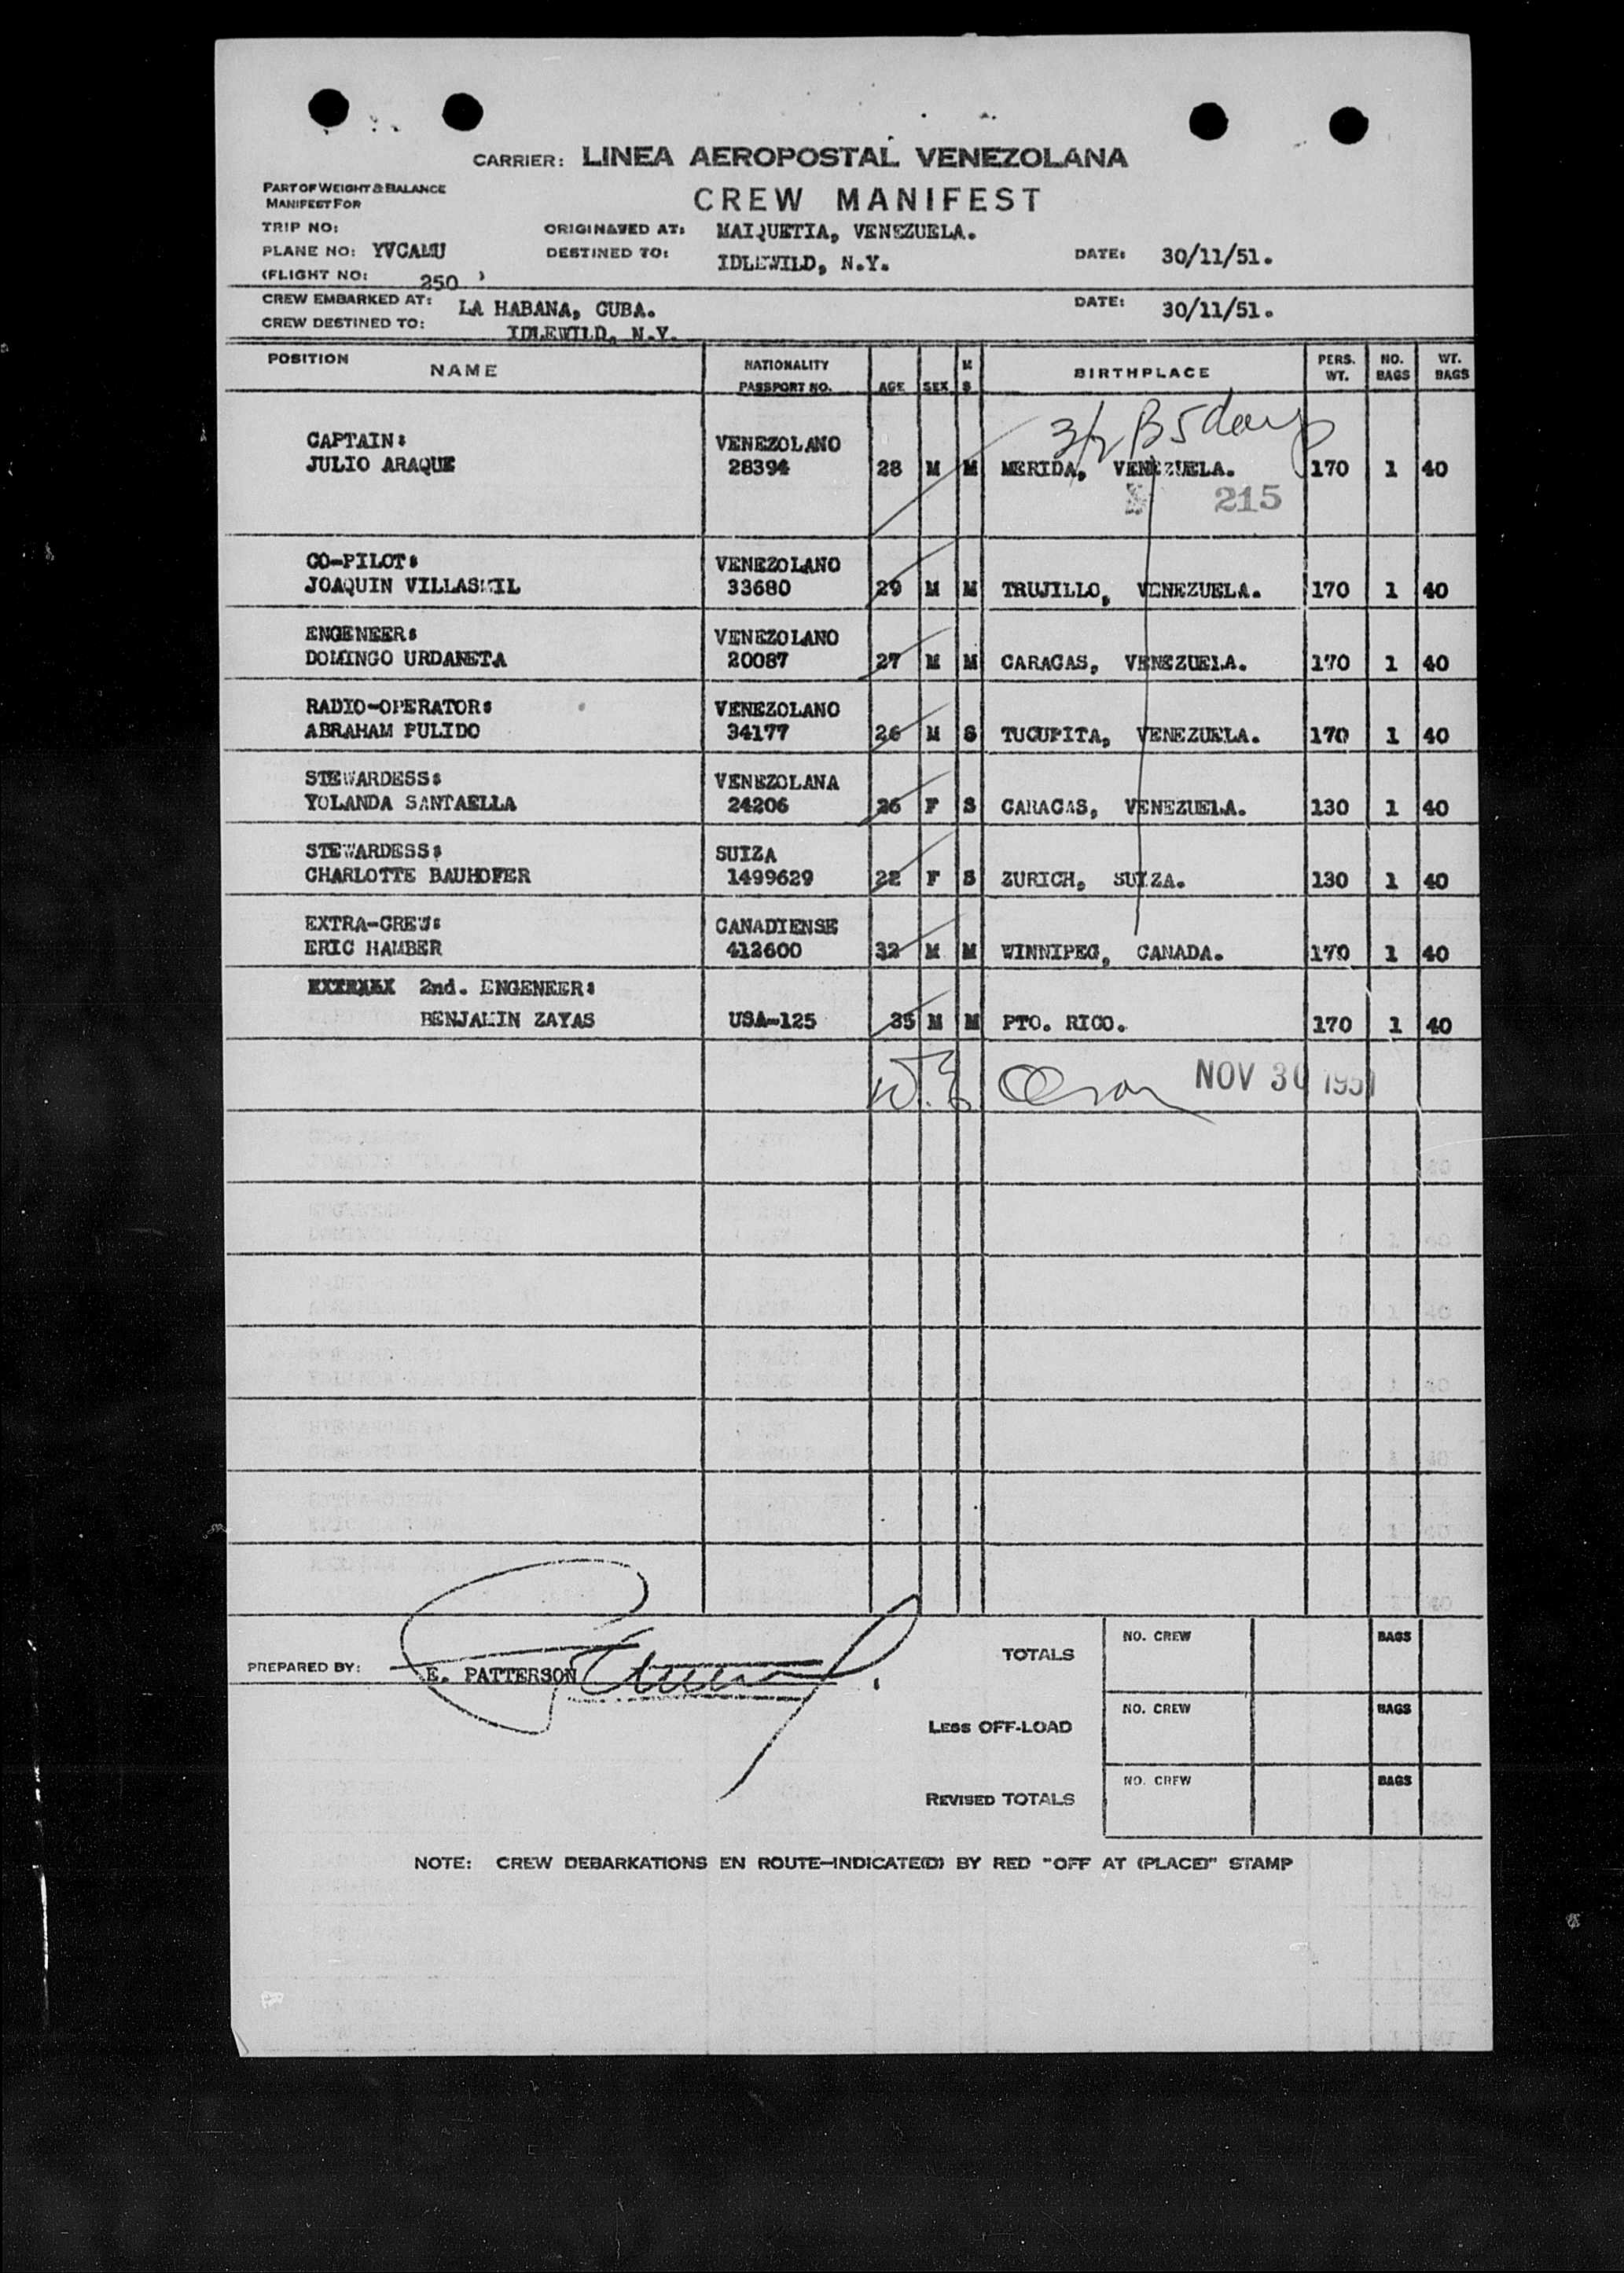 CARRIER: LINEA AEROPOSTAL VENEZOLANA
PART OF WEIGHT & BALANCE
MANIFEST FOR
CREW MANIFEST
TRIP NO:
ORIGINATED AT: MAIQUETIA, VENEZUELA.
PLANE NO: YVCAMU
DESTINED TO: IDLEWILD, N.Y.
DATE: 30/11/51.
(FLIGHT NO: 250 )
CREW EMBARKED AT: LA HABANA, CUBA.
DATE: 30/11/51.
CREW DESTINED TO: IDLEWILD, N.Y.
POSITION NAME NATIONALITY PASSPORT NO. AGE SEX M S BIRTHPLACE PERS. WT. NO. BAGS WT. BAGS
5 days
CAPTAIN: VENEZOLANO
JULIO ARAQUE 28394 28 M M MERIDA, VENEZUELA. 170 1 40
215
CO-PILOT: VENEZOLANO
JOAQUIN VILLASMIL 33680 29 M M TRUJILLO, VENEZUELA. 170 1 40
ENGENEER: VENEZOLANO
DOMINGO URDANETA 20087 27 M M CARACAS, VENEZUELA. 170 1 40
RADIO-OPERATOR: VENEZOLANO
ABRAHAM PULIDO 34177 26 M S TUCUPITA, VENEZUELA. 170 1 40
STEWARDESS: VENEZOLANA
YOLANDA SANTAELLA 24206 26 F S CARACAS, VENEZUELA. 130 1 40
STEWARDESS: SUIZA
CHARLOTTE BAUHOFER 1499629 22 F S ZURICH, SUIZA. 130 1 40
EXTRA-CREW: CANADIENSE
ERIC HAMBER 412600 32 M M WINNIPEG, CANADA. 170 1 40
2nd. ENGENEER:
BENJAMIN ZAYAS USA-125 35 M M PTO. RICO. 170 1 40
NOV 30 1951
PREPARED BY: E. PATTERSON
TOTALS NO. CREW BAGS
LESS OFF-LOAD NO. CREW BAGS
REVISED TOTALS NO. CREW BAGS
NOTE: CREW DEBARKATIONS EN ROUTE—INDICATE(D) BY RED "OFF AT (PLACE)" STAMP